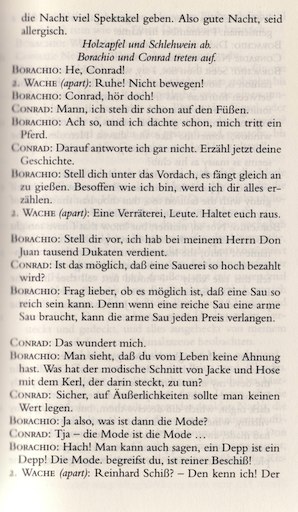 die Nacht viel Spektakel geben. Also gute Nacht, seid
allergisch.
Holzapfel und Schlehwein ab.
Borachio und Conrad treten auf.
BORACHIO: He, Conrad!
2. WACHE (apart): Ruhe! Nicht bewegen!
BORACHIO: Conrad, hör doch!
CONRAD: Mann, ich steh dir schon auf den Füßen.
BORACHIO: Ach so, und ich dachte schon, mich tritt ein
Pferd.
CONRAD: Darauf antworte ich gar nicht. Erzähl jetzt deine
Geschichte.
BORACHIO: Stell dich unter das Vordach, es fängt gleich an
zu gießen. Besoffen wie ich bin, werd ich dir alles er-
zählen.
2. WACHE (apart): Eine Verräterei, Leute. Haltet euch raus.
BORACHIO: Stell dir vor, ich hab bei meinem Herrn Don
Juan tausend Dukaten verdient.
CONRAD: Ist das möglich, daß eine Sauerei so hoch bezahlt
wird?
BORACHIO: Frag lieber, ob es möglich ist, daß eine Sau so
reich sein kann. Denn wenn eine reiche Sau eine arme
Sau braucht, kann die arme Sau jeden Preis verlangen.
CONRAD: Das wundert mich.
BORACHIO: Man sieht, daß du vom Leben keine Ahnung
hast. Was hat der modische Schnitt von Jacke und Hose
mit dem Kerl, der darin steckt, zu tun?
CONRAD: Sicher, auf Äußerlichkeiten sollte man keinen
Wert legen.
BORACHIO: Ja also, was ist dann die Mode?
CONRAD: Tja – die Mode ist die Mode …
BORACHIO: Hach! Man kann auch sagen, ein Depp ist ein
Depp! Die Mode. begreifst du, ist reiner Beschiß!
2. WACHE (apart): Reinhard Schiß? – Den kenn ich! Der